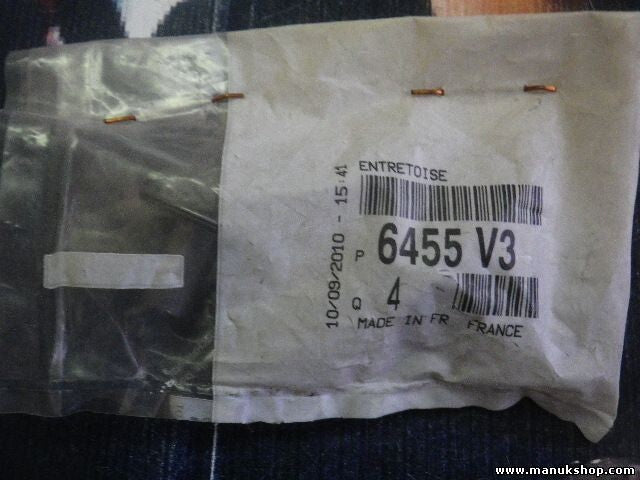 ENTRETOISE
10/09/2010 - 15:41
P 6455 V3
Q 4
MADE IN FR FRANCE
www.manukshop.com